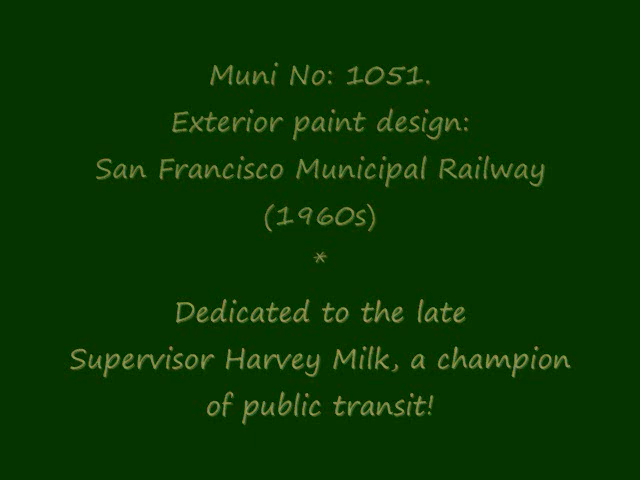 Muni No: 1051.
Exterior paint design:
San Francisco Municipal Railway
(1960s)
*
Dedicated to the late
Supervisor Harvey Milk, a champion
of public transit!